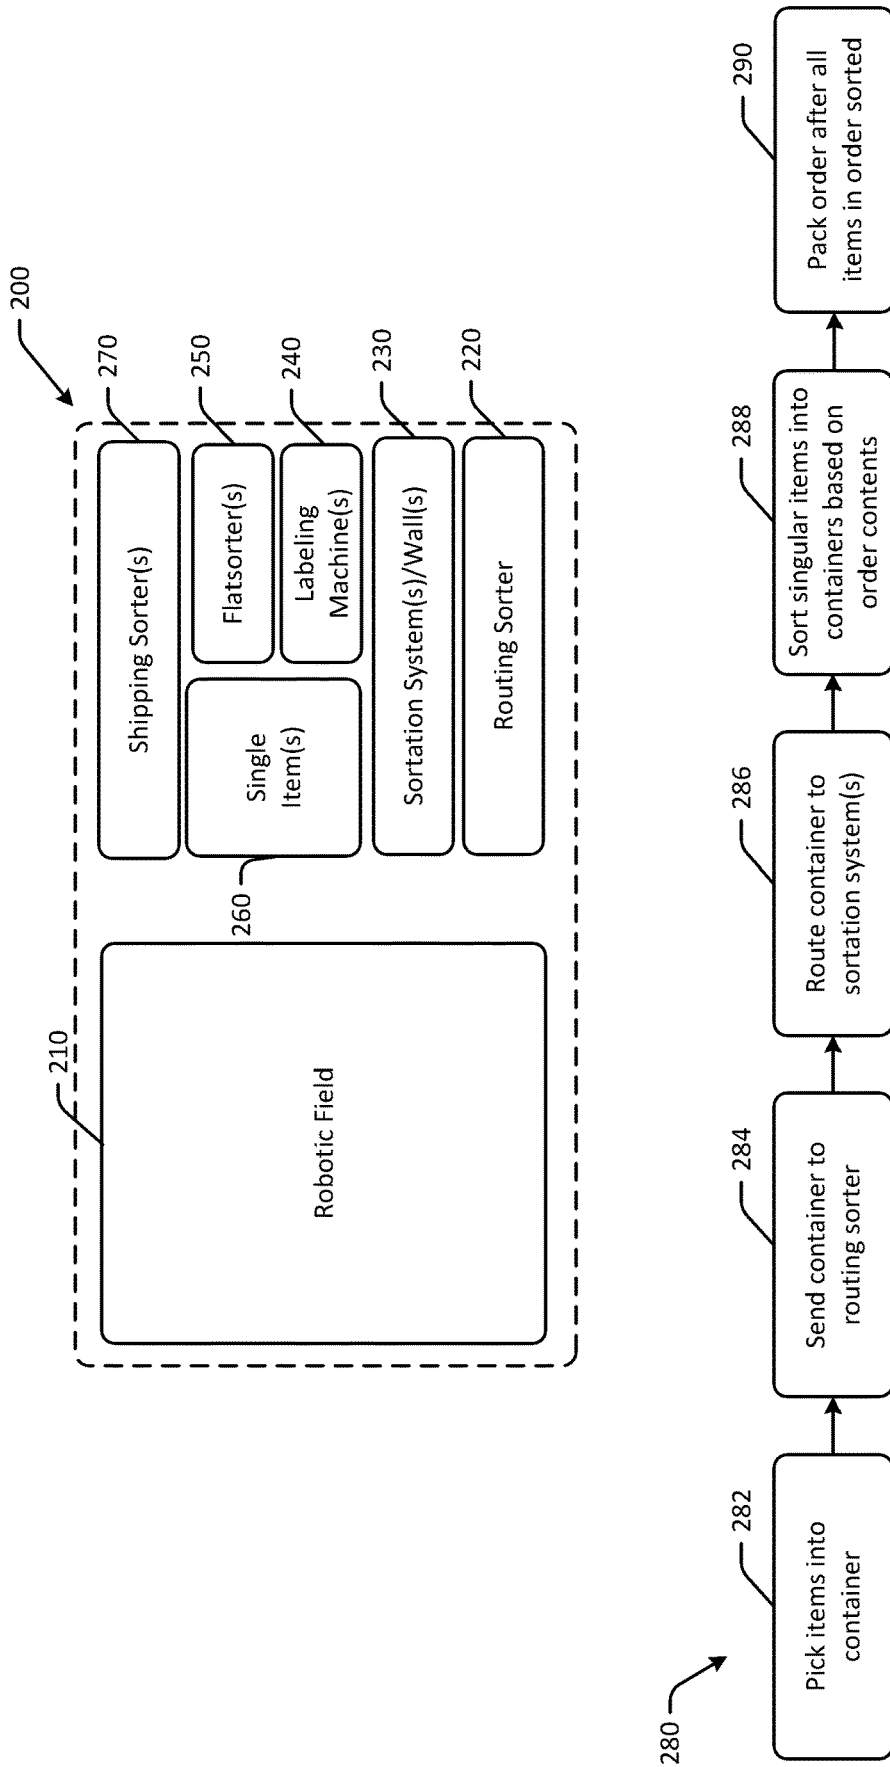 200
210
Robotic Field
Shipping Sorter(s)
270
Single
Item(s)
260
Flatsorter(s)
250
Labeling
Machine(s)
240
Sortation System(s)/Wall(s)
230
Routing Sorter
220
280
282
Pick items into
container
284
Send container to
routing sorter
286
Route container to
sortation system(s)
288
Sort singular items into
containers based on
order contents
290
Pack order after all
items in order sorted